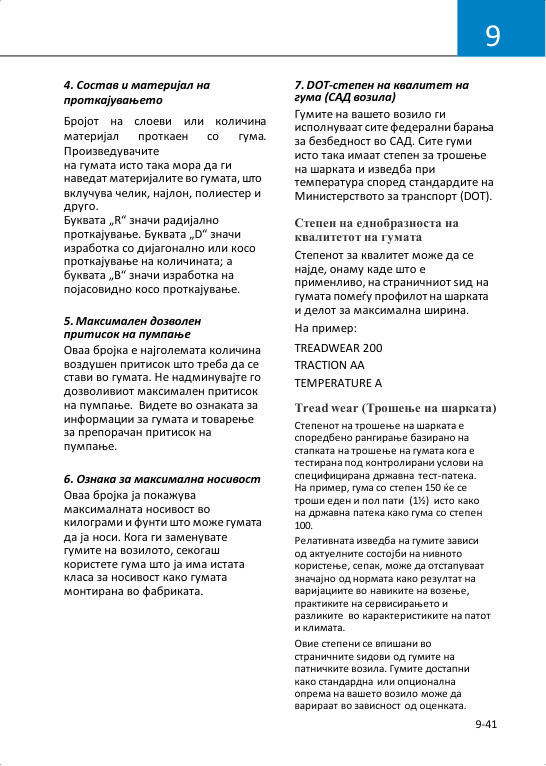 9
4. Состав и материјал на
проткајувањето
Бројот на слоеви или количина
материјал проткаен со гума.
Произведувачите
на гумата исто така мора да ги
наведат материјалите во гумата, што
вклучува челик, најлон, полиестер и
друго.
Буквата „R“ значи радијално
проткајување. Буквата „D“ значи
изработка со дијагонално или косо
проткајување на количината; а
буквата „B“ значи изработка на
појасовидно косо проткајување.
5. Максимален дозволен
притисок на пумпање
Оваа бројка е најголемата количина
воздушен притисок што треба да се
стави во гумата. Не надминувајте го
дозволивиот максимален притисок
на пумпање. Видете во ознаката за
информации за гумата и товарење
за препорачан притисок на
пумпање.
6. Ознака за максимална носивост
Оваа бројка ја покажува
максималната носивост во
килограми и фунти што може гумата
да ја носи. Кога ги заменувате
гумите на возилото, секогаш
користете гума што ја има истата
класа за носивост како гумата
монтирана во фабриката.
7. DOT-степен на квалитет на
гума (САД возила)
Гумите на вашето возило ги
исполнуваат сите федерални барања
за безбедност во САД. Сите гуми
исто така имаат степен за трошење
на шарката и изведба при
температура според стандардите на
Министерството за транспорт (DOT).
Степен на еднобразноста на
квалитетот на гумата
Степенот за квалитет може да се
најде, онаму каде што е
применливо, на страничниот ѕид на
гумата помеѓу профилот на шарката
и делот за максимална ширина.
На пример:
TREADWEAR 200
TRACTION AA
TEMPERATURE A
Tread wear (Трошење на шарката)
Степенот на трошење на шарката е
споредбено рангирање базирано на
стапката на трошење на гумата кога е
тестирана под контролирани услови на
специфицирана државна тест-патека.
На пример, гума со степен 150 ќе се
троши еден и пол пати (1½) исто како
на државна патека како гума со степен
100.
Релативната изведба на гумите зависи
од актуелните состојби на нивното
користење, сепак, може да отстапуваат
значајно од нормата како резултат на
варијациите во навиките на возење,
практиките на сервисирањето и
разликите во карактеристиките на патот
и климата.
Овие степени се впишани во
страничните ѕидови од гумите на
патничките возила. Гумите достапни
како стандардна или опционална
опрема на вашето возило може да
варираат во зависност од оценката.
9-41